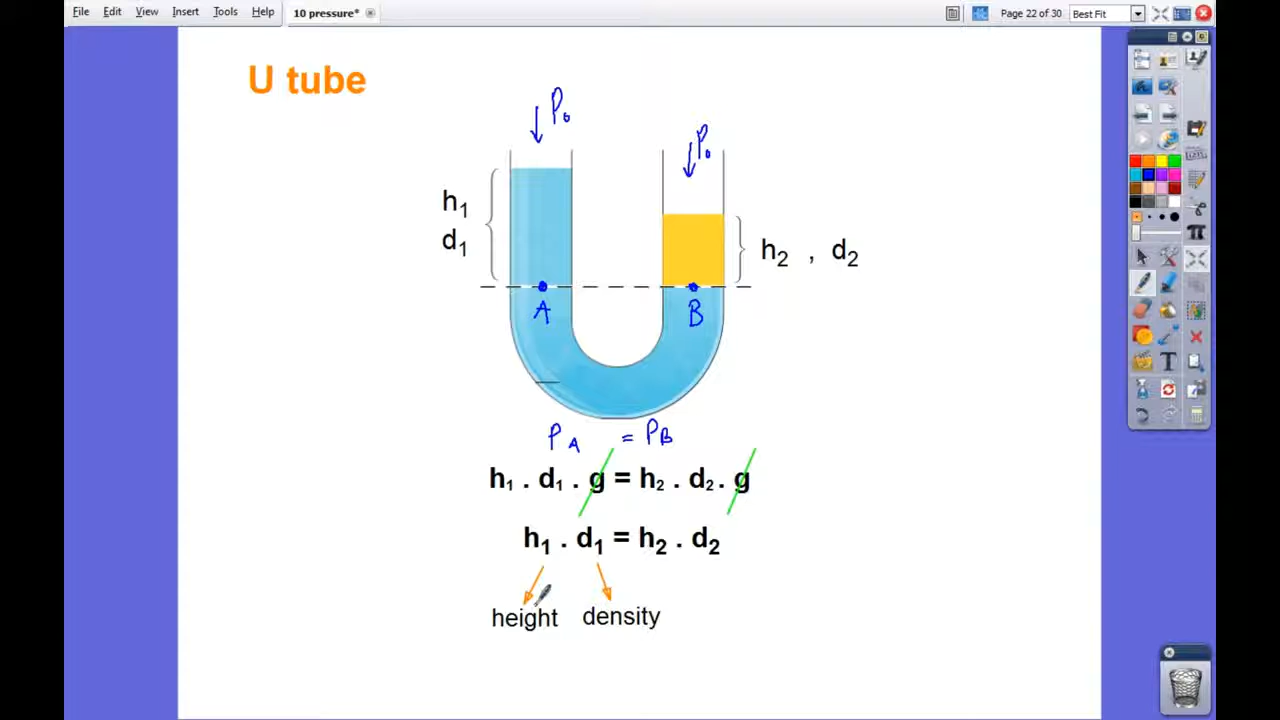 File Edit View Insert Tools Help 10 pressure* Page 22 of 30 Best Fit
U tube
P₀
P₀
h₁
d₁
h₂ , d₂
A B
P_A = P_B
h₁ . d₁ . g = h₂ . d₂ . g
h₁ . d₁ = h₂ . d₂
height density